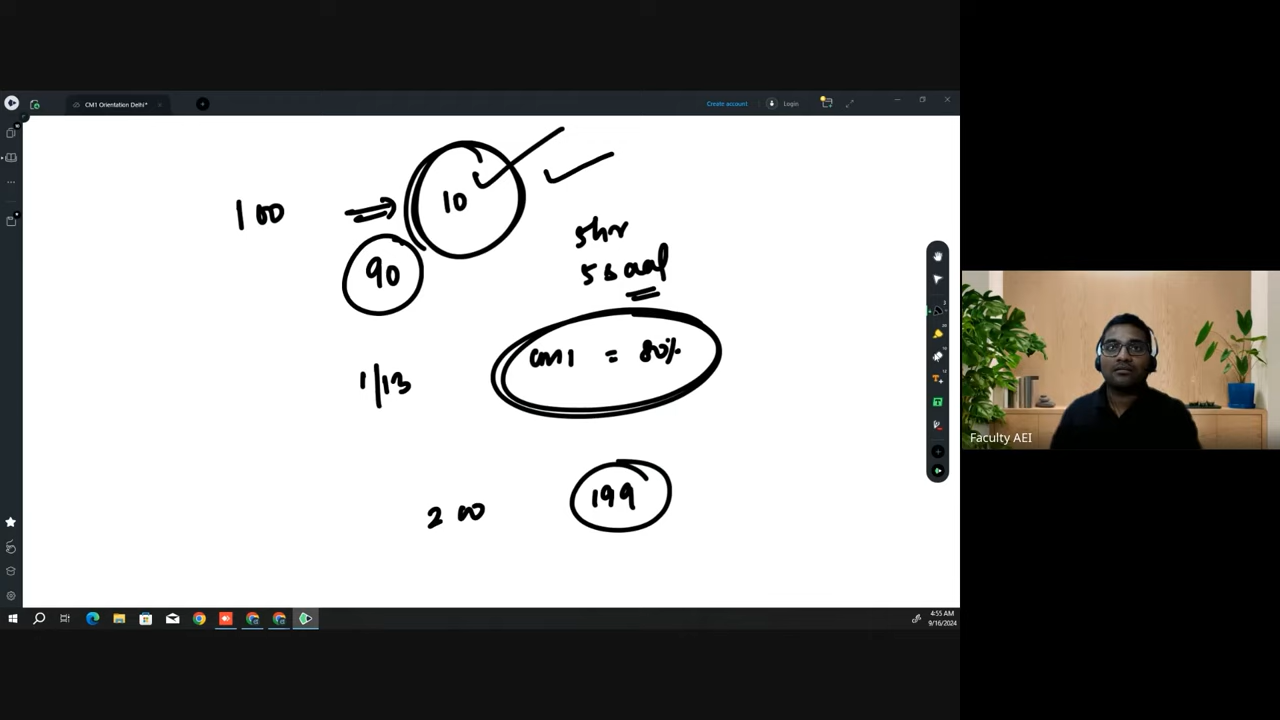 CM1 Orientation Delhi*
Create account
Login
100
10
90
5hr
5 saal
CM1 = 80%
1/13
200
199
Faculty AEI
4:55 AM
9/16/2024